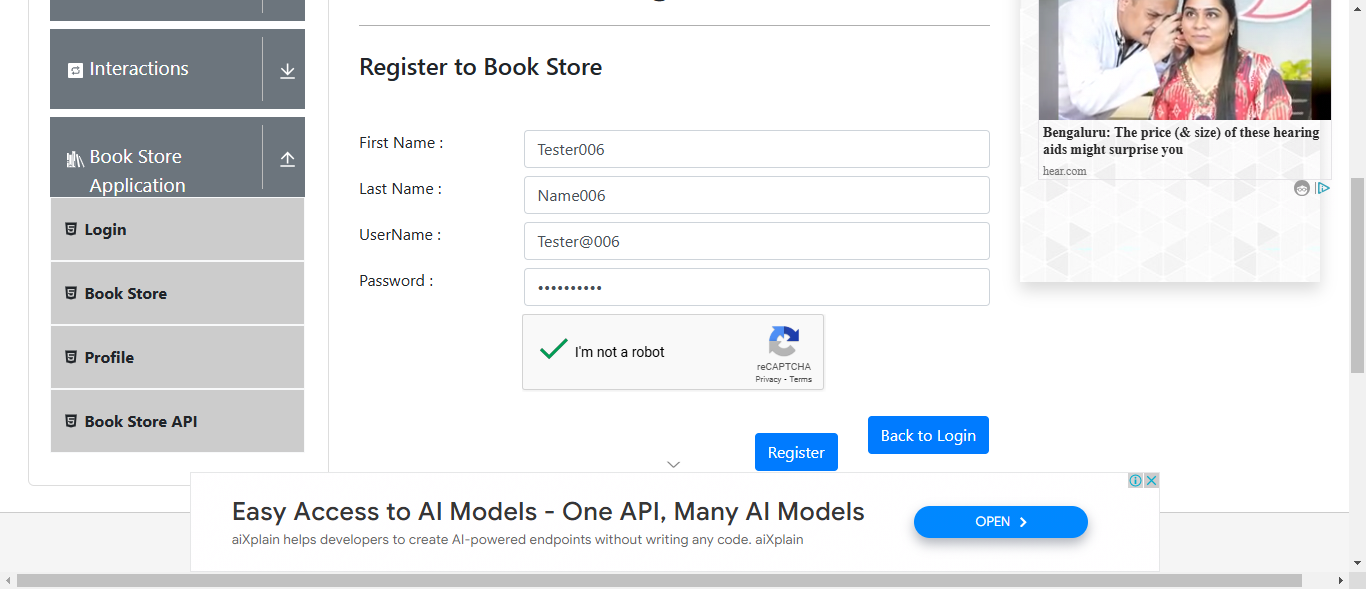 Interactions
Book Store
Application
Login
Book Store
Profile
Book Store API
Register to Book Store
First Name :
Tester006
Last Name :
Name006
UserName :
Tester@006
Password :
••••••••••
I'm not a robot
reCAPTCHA
Privacy - Terms
Register
Back to Login
Bengaluru: The price (& size) of these hearing
aids might surprise you
hear.com
Easy Access to AI Models - One API, Many AI Models
aiXplain helps developers to create AI-powered endpoints without writing any code. aiXplain
OPEN